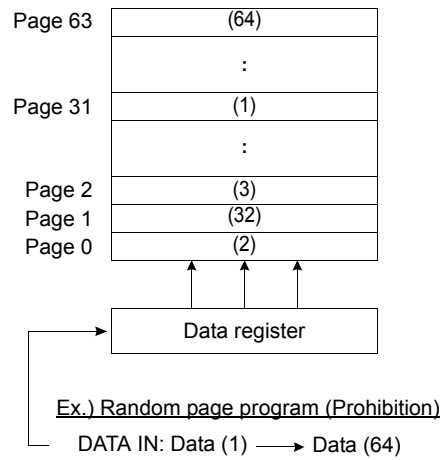 Page 63 (64)
:
Page 31 (1)
:
Page 2 (3)
Page 1 (32)
Page 0 (2)
Data register
Ex.) Random page program (Prohibition)
DATA IN: Data (1) Data (64)